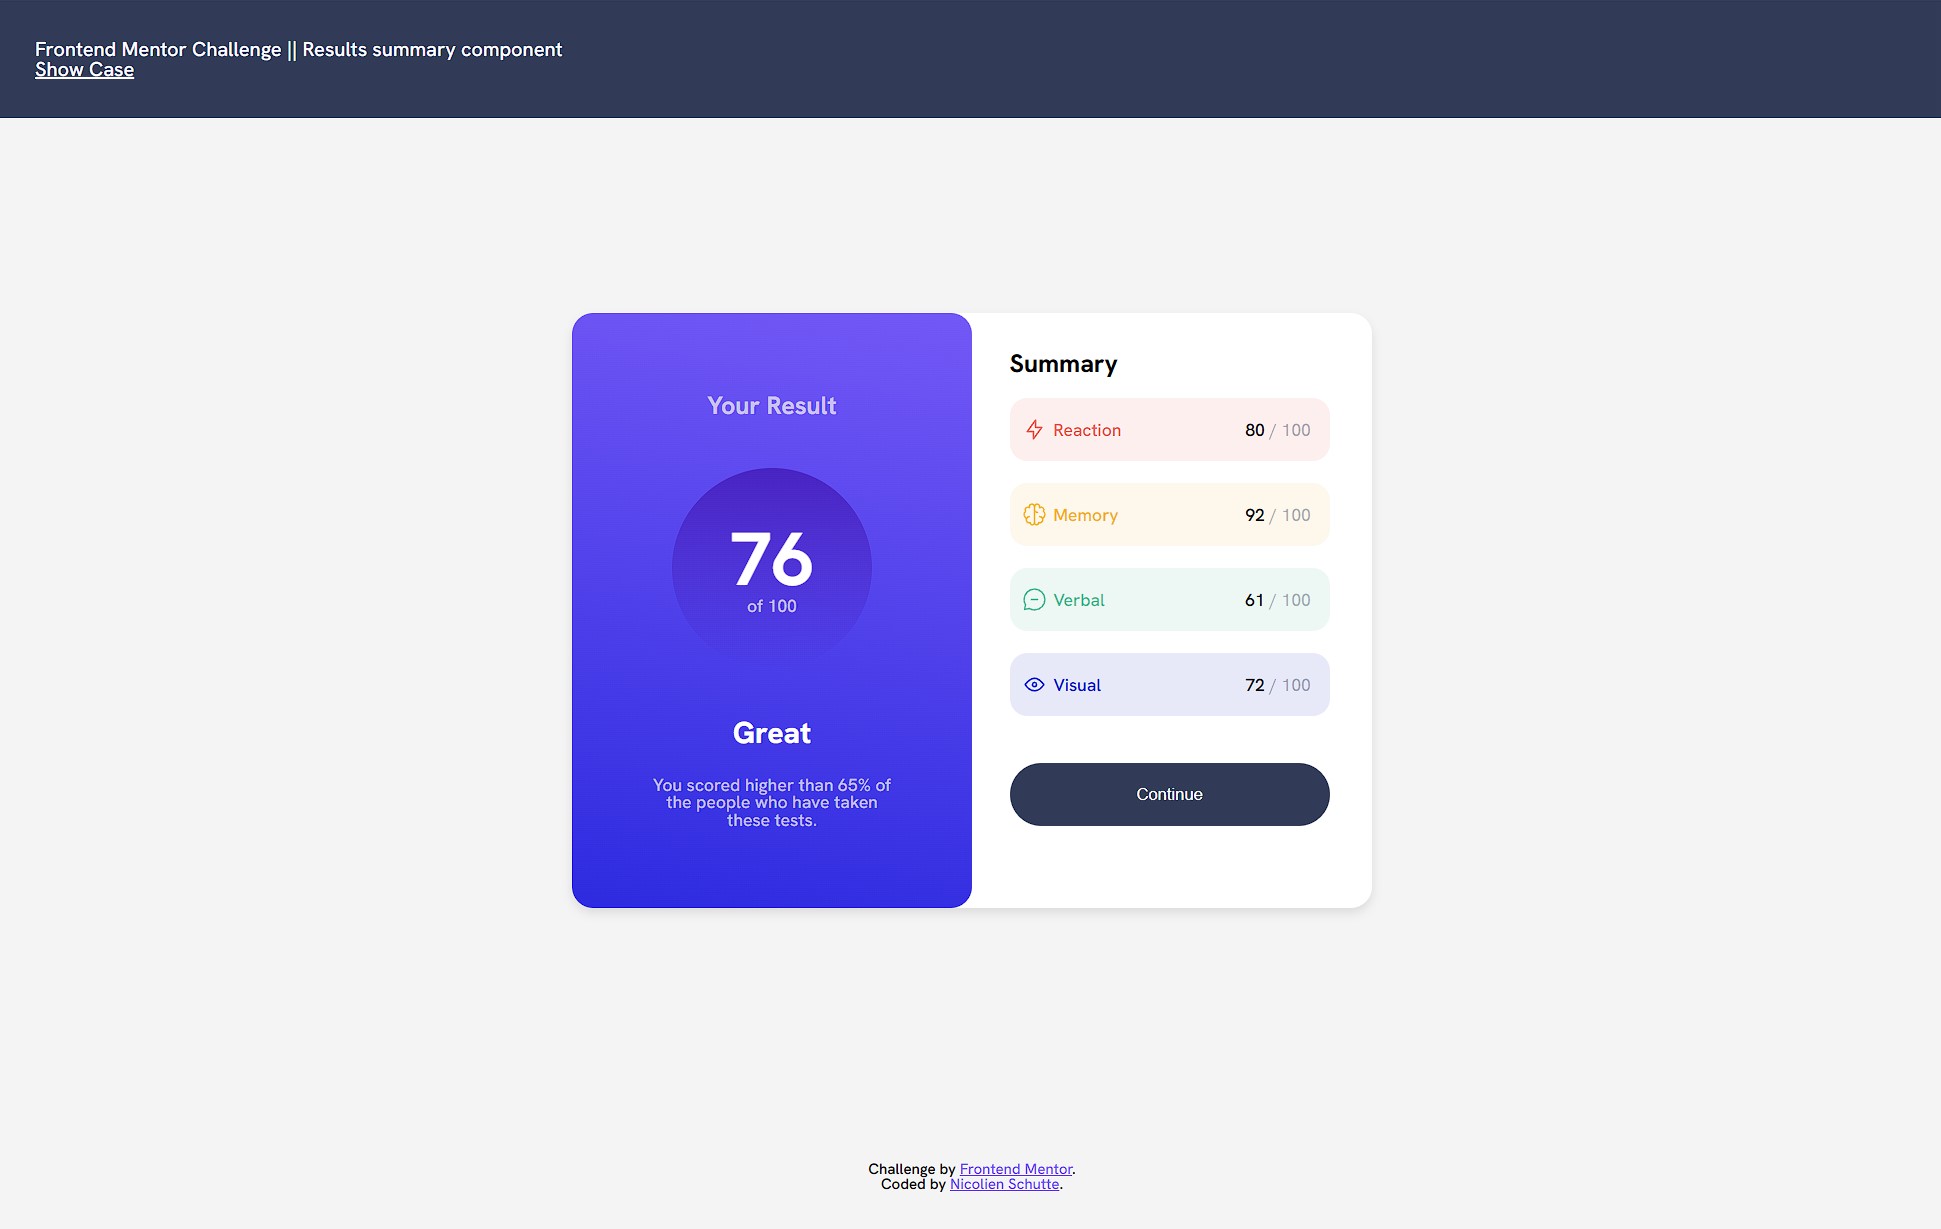 Frontend Mentor Challenge || Results summary component
Show Case
Your Result
76
of 100
Great
You scored higher than 65% of
the people who have taken
these tests.
Summary
Reaction 80 / 100
Memory 92 / 100
Verbal 61 / 100
Visual 72 / 100
Continue
Challenge by Frontend Mentor.
Coded by Nicolien Schutte.